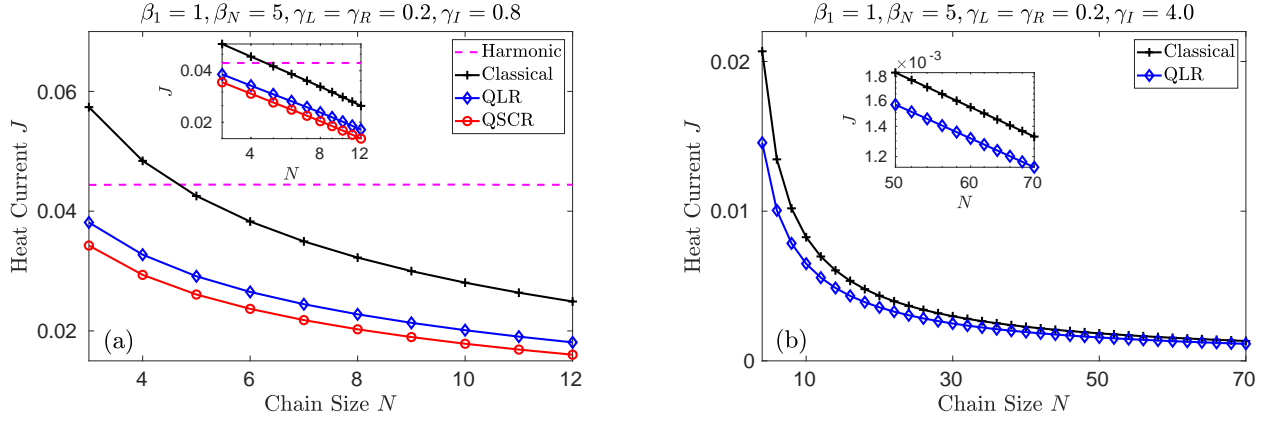 β₁ = 1, β_N = 5, γ_L = γ_R = 0.2, γ_I = 0.8
Harmonic
Classical
QLR
QSCR
0.06
0.04
0.02
4
6
8
10
12
Heat Current J
Chain Size N
(a)
0.04
0.02
4
8
12
J
N
β₁ = 1, β_N = 5, γ_L = γ_R = 0.2, γ_I = 4.0
Classical
QLR
0.02
0.01
0
10
30
50
70
Heat Current J
Chain Size N
(b)
×10⁻³
1.8
1.6
1.4
1.2
50
60
70
J
N